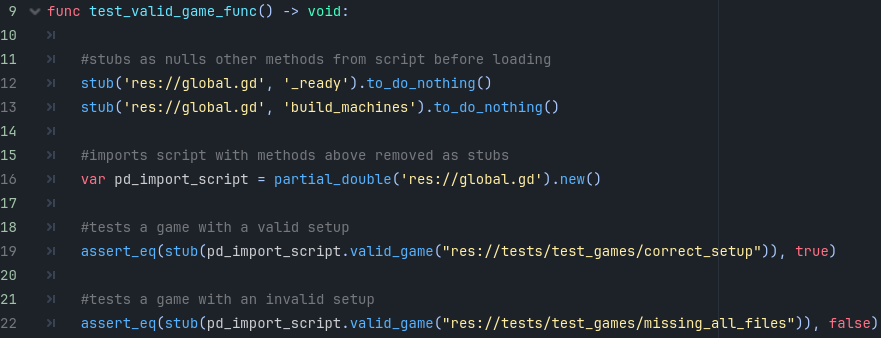 9 func test_valid_game_func() -> void:
10
11 #stubs as nulls other methods from script before loading
12 stub('res://global.gd', '_ready').to_do_nothing()
13 stub('res://global.gd', 'build_machines').to_do_nothing()
14
15 #imports script with methods above removed as stubs
16 var pd_import_script = partial_double('res://global.gd').new()
17
18 #tests a game with a valid setup
19 assert_eq(stub(pd_import_script.valid_game("res://tests/test_games/correct_setup")), true)
20
21 #tests a game with an invalid setup
22 assert_eq(stub(pd_import_script.valid_game("res://tests/test_games/missing_all_files")), false)